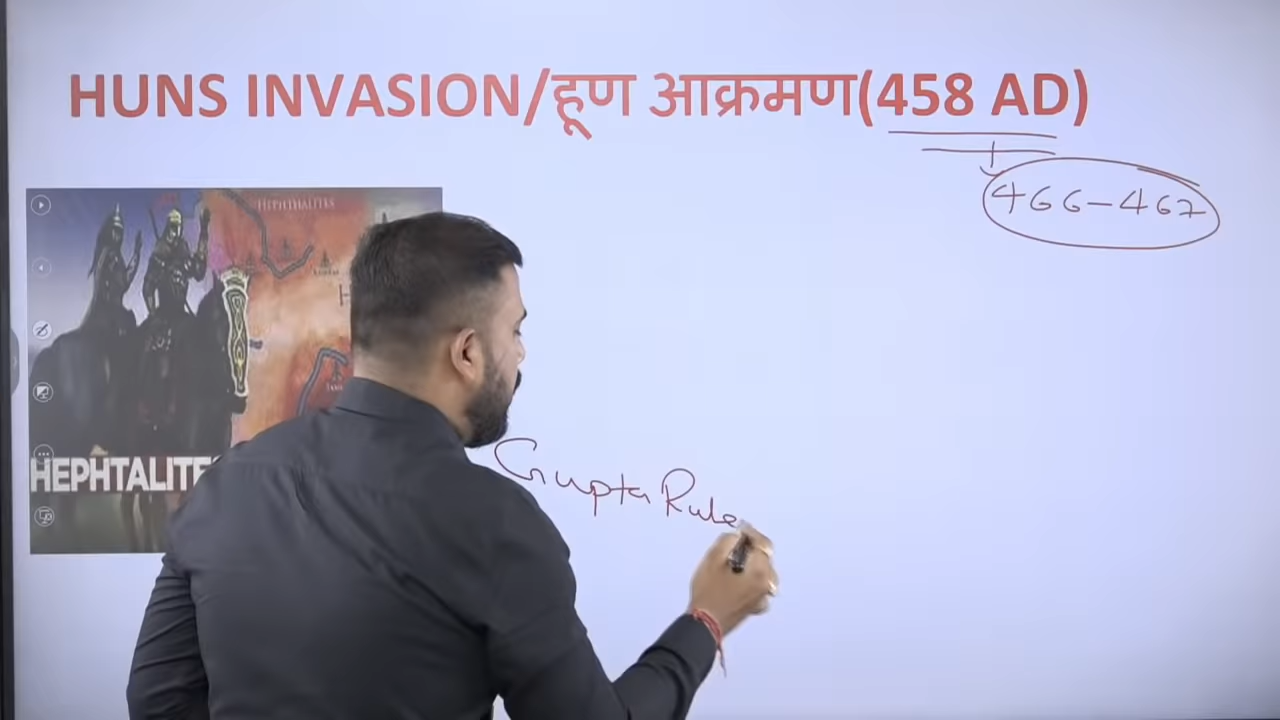 HUNS INVASION/हूण आक्रमण(458 AD)
466-467
HEPHTHALITES
HEPHTALITES
Gupta Rule